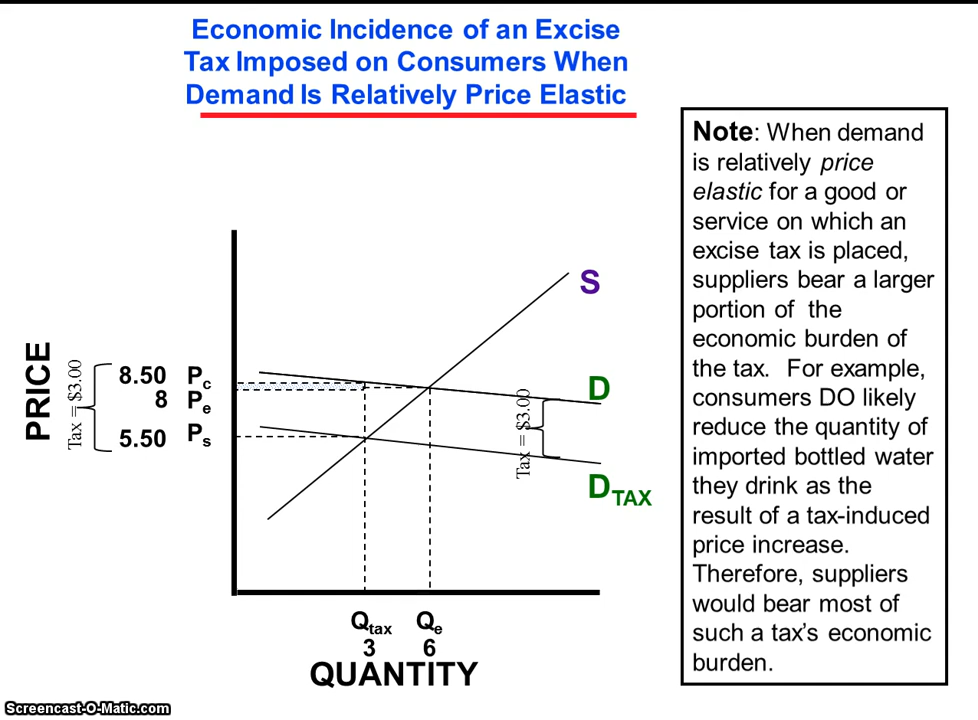 Economic Incidence of an Excise
Tax Imposed on Consumers When
Demand Is Relatively Price Elastic
Note: When demand
is relatively price
elastic for a good or
service on which an
excise tax is placed,
suppliers bear a larger
portion of the
economic burden of
the tax. For example,
consumers DO likely
reduce the quantity of
imported bottled water
they drink as the
result of a tax-induced
price increase.
Therefore, suppliers
would bear most of
such a tax's economic
burden.
S
PRICE
Tax = $3.00
8.50 Pc
8 Pe
5.50 Ps
D
Tax = $3.00
DTAX
Qtax Qe
3 6
QUANTITY
Screencast-O-Matic.com